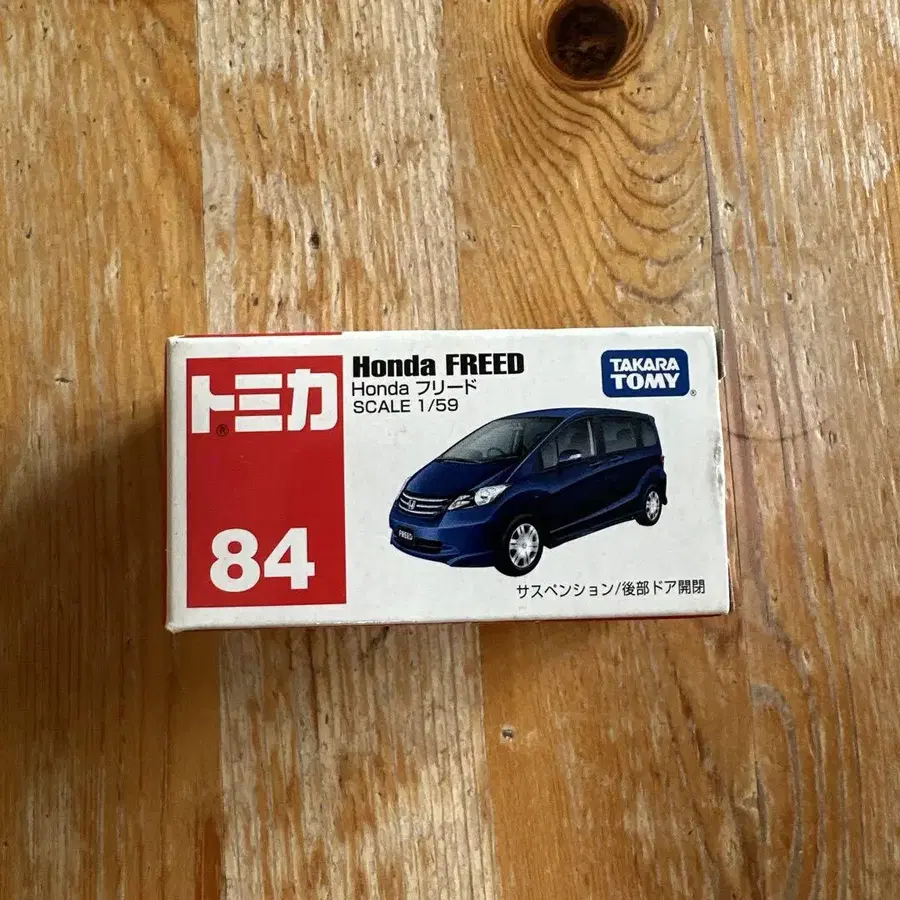 トミカ®
84
Honda FREED
Honda フリード
SCALE 1/59
TAKARA
TOMY®
FREED
サスペンション/後部ドア開閉